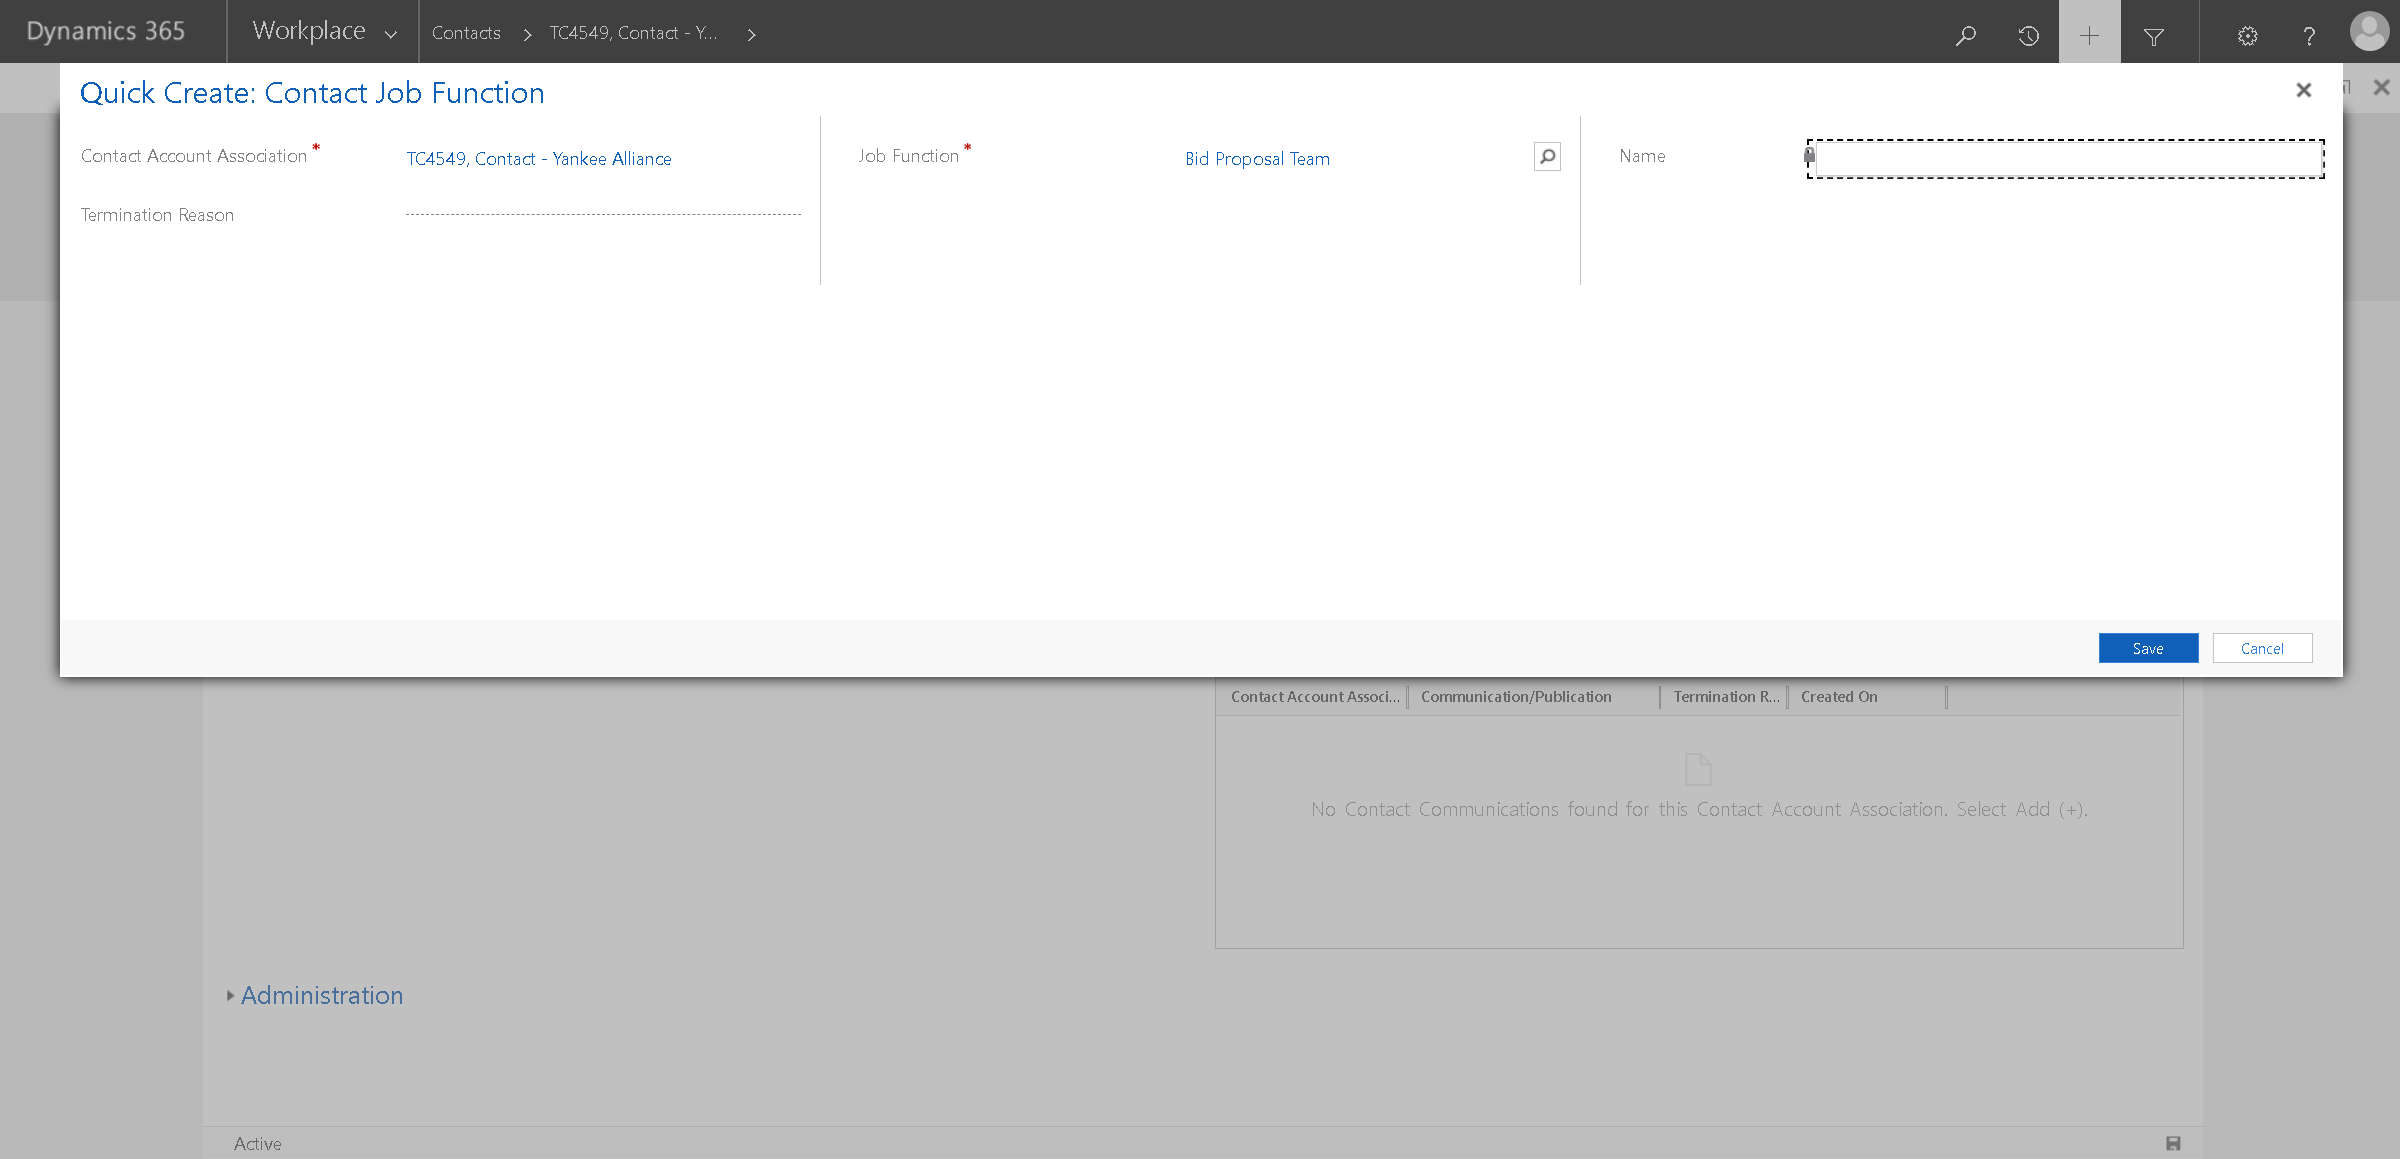 Dynamics 365 Workplace Contacts TC4549, Contact - Y... ?
Quick Create: Contact Job Function
Contact Account Association * TC4549, Contact - Yankee Alliance Job Function * Bid Proposal Team Name
Termination Reason
Save Cancel
Contact Account Associ... Communication/Publication Termination R... Created On
No Contact Communications found for this Contact Account Association. Select Add (+).
Administration
Active